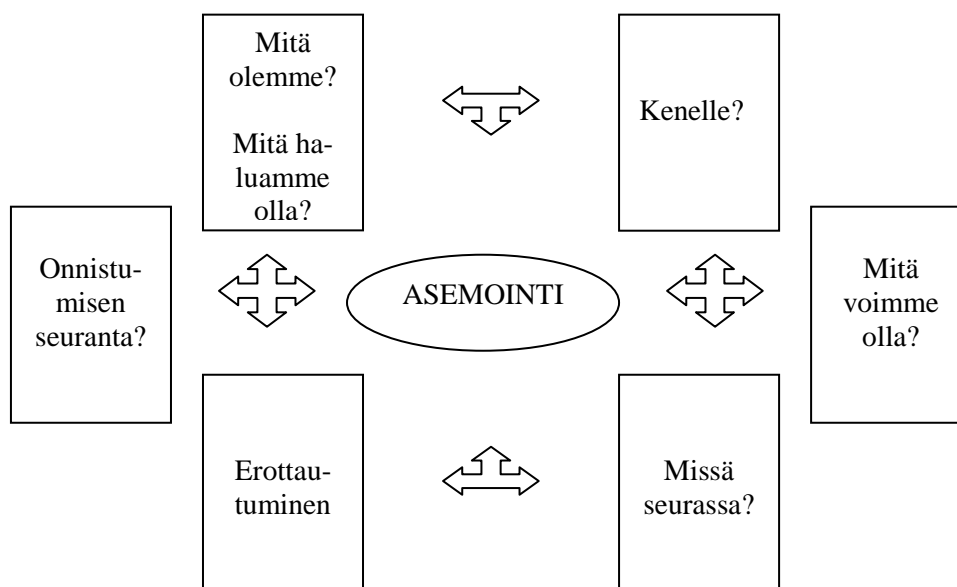 Mitä
olemme?
Mitä ha-
luamme
olla?
Kenelle?
Onnistu-
misen
seuranta?
ASEMOINTI
Mitä
voimme
olla?
Erottau-
tuminen
Missä
seurassa?